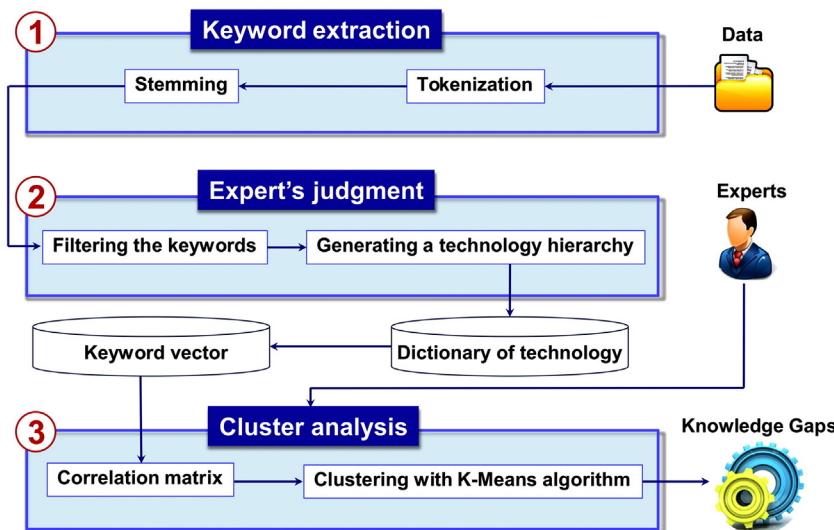 1
Keyword extraction
Data
Stemming
Tokenization
2
Expert's judgment
Experts
Filtering the keywords
Generating a technology hierarchy
Keyword vector
Dictionary of technology
3
Cluster analysis
Knowledge Gaps
Correlation matrix
Clustering with K-Means algorithm